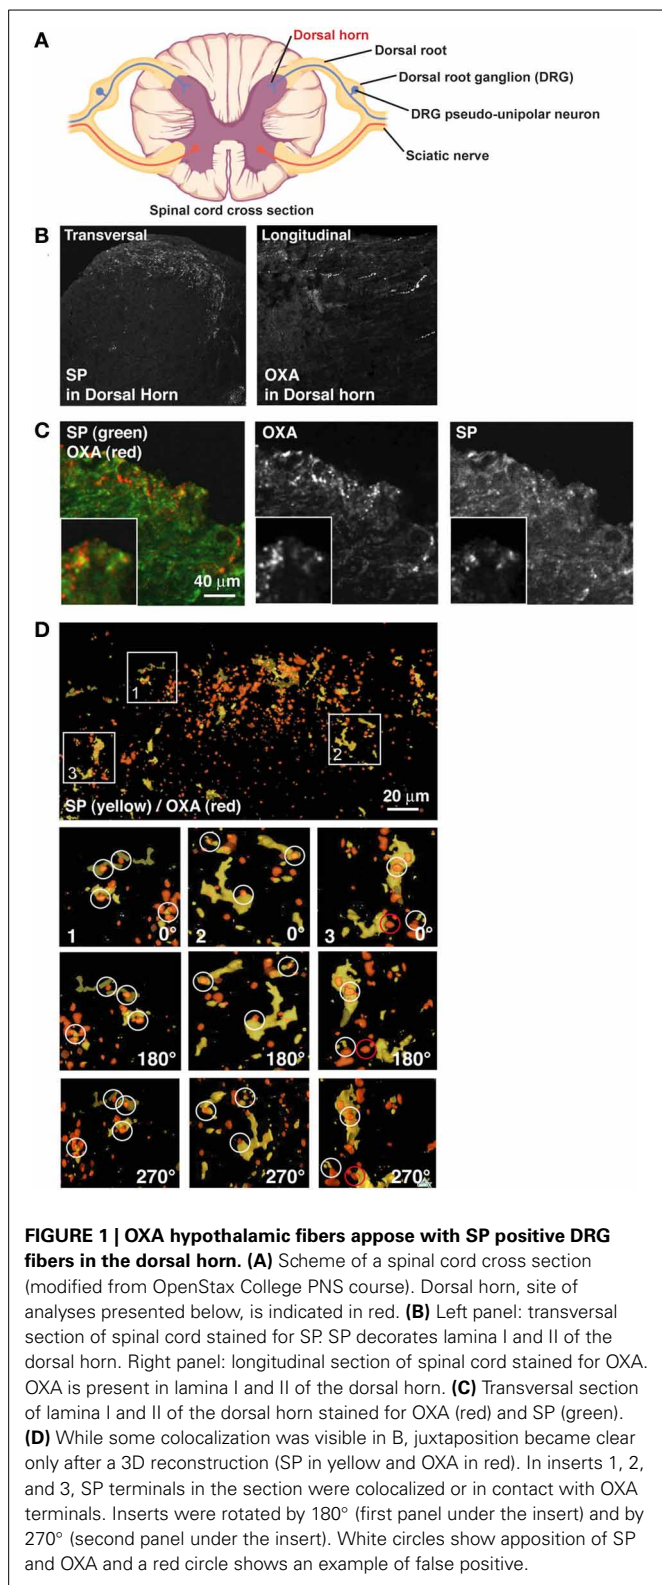 A
Dorsal horn
Dorsal root
Dorsal root ganglion (DRG)
DRG pseudo-unipolar neuron
Sciatic nerve
Spinal cord cross section
B
Transversal
SP
in Dorsal Horn
Longitudinal
OXA
in Dorsal horn
C
SP (green)
OXA (red)
40 µm
OXA
SP
D
1
2
3
SP (yellow) / OXA (red)
20 µm
1 0°
2 0°
3 0°
180°
180°
180°
270°
270°
270°
FIGURE 1 | OXA hypothalamic fibers appose with SP positive DRG
fibers in the dorsal horn. (A) Scheme of a spinal cord cross section
(modified from OpenStax College PNS course). Dorsal horn, site of
analyses presented below, is indicated in red. (B) Left panel: transversal
section of spinal cord stained for SP. SP decorates lamina I and II of the
dorsal horn. Right panel: longitudinal section of spinal cord stained for OXA.
OXA is present in lamina I and II of the dorsal horn. (C) Transversal section
of lamina I and II of the dorsal horn stained for OXA (red) and SP (green).
(D) While some colocalization was visible in B, juxtaposition became clear
only after a 3D reconstruction (SP in yellow and OXA in red). In inserts 1, 2,
and 3, SP terminals in the section were colocalized or in contact with OXA
terminals. Inserts were rotated by 180° (first panel under the insert) and by
270° (second panel under the insert). White circles show apposition of SP
and OXA and a red circle shows an example of false positive.